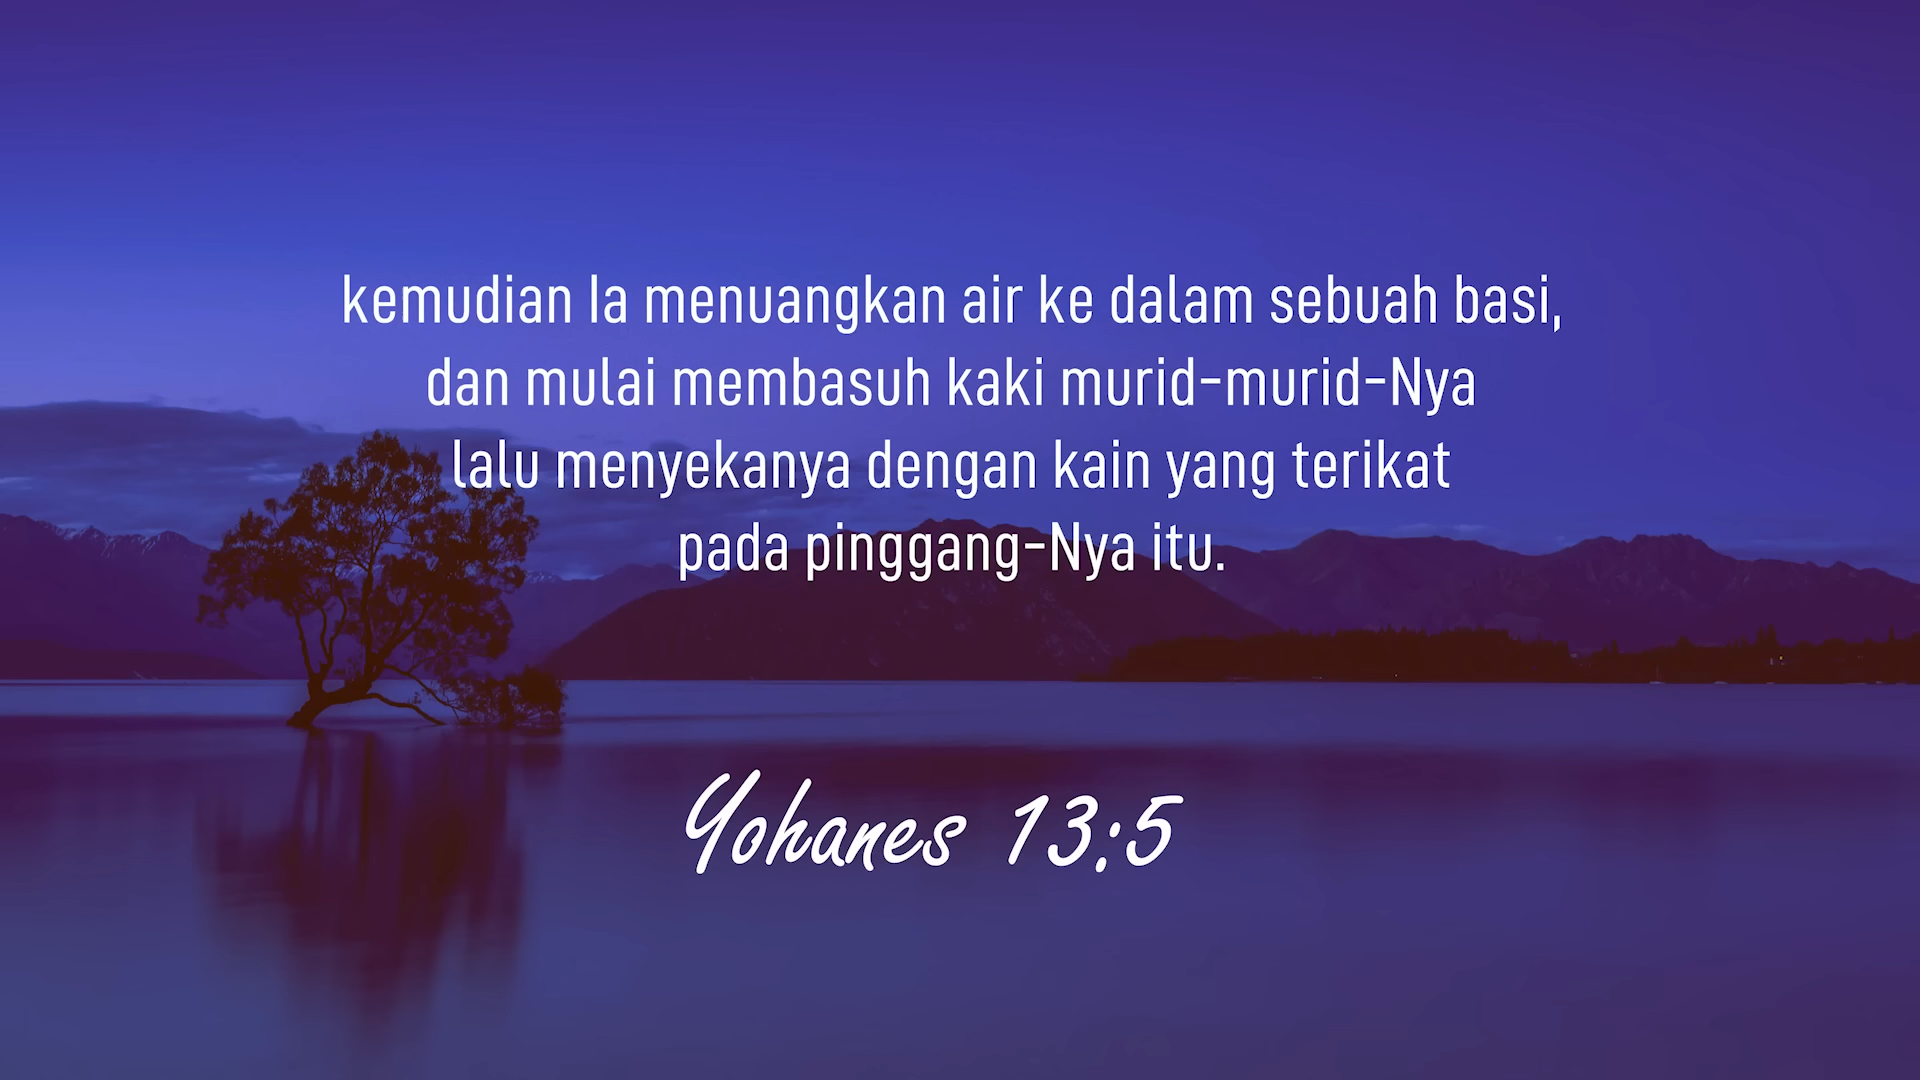 kemudian Ia menuangkan air ke dalam sebuah basi,
dan mulai membasuh kaki murid-murid-Nya
lalu menyekanya dengan kain yang terikat
pada pinggang-Nya itu.
Yohanes 13:5